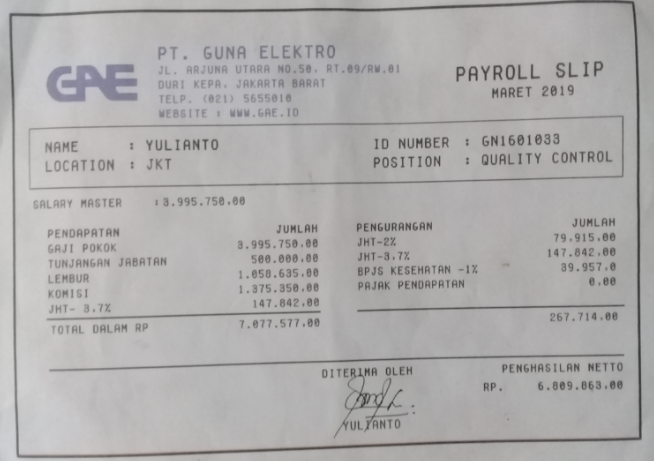 GAE
PT. GUNA ELEKTRO
JL. ARJUNA UTARA NO.50. RT.09/RW.01
DURI KEPA. JAKARTA BARAT
TELP. (021) 5655010
WEBSITE : WWW.GAE.ID
PAYROLL SLIP
MARET 2019
NAME : YULIANTO
LOCATION : JKT
ID NUMBER : GN1601033
POSITION : QUALITY CONTROL
SALARY MASTER : 3.995.750.00
PENDAPATAN JUMLAH
GAJI POKOK 3.995.750.00
TUNJANGAN JABATAN 500.000.00
LEMBUR 1.058.635.00
KOMISI 1.375.350.00
JHT- 3.7% 147.842.00
TOTAL DALAM RP 7.077.577.00
PENGURANGAN JUMLAH
JHT-2% 79.915.00
JHT-3.7% 147.842.00
BPJS KESEHATAN -1% 39.957.0
PAJAK PENDAPATAN 0.00
267.714.00
DITERIMA OLEH
YULIANTO
PENGHASILAN NETTO
RP. 6.809.863.00